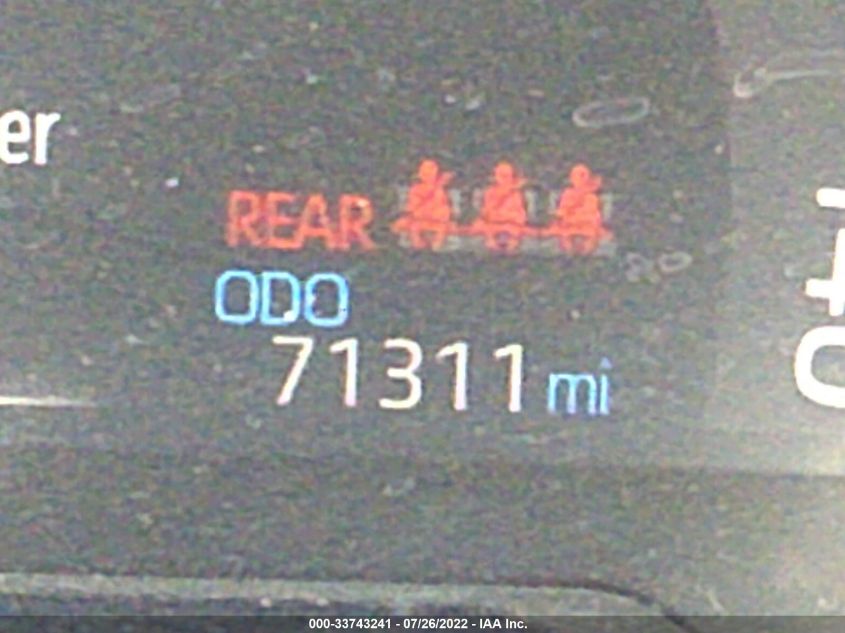 er
REAR
ODO
71311 mi
000-33743241 - 07/26/2022 - IAA Inc.